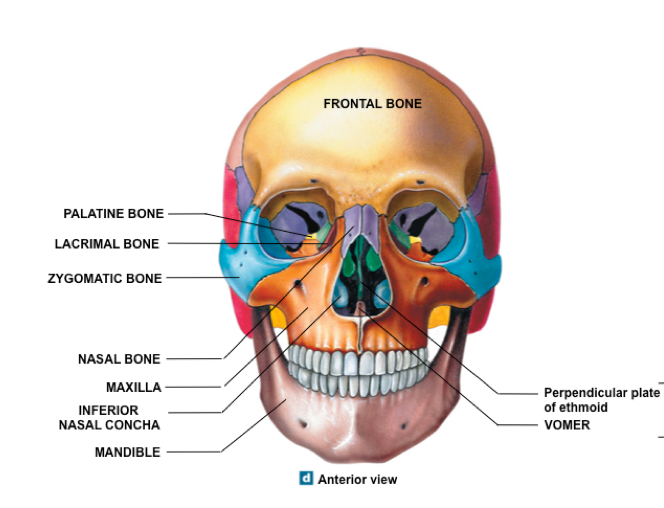 FRONTAL BONE
PALATINE BONE
LACRIMAL BONE
ZYGOMATIC BONE
NASAL BONE
MAXILLA
INFERIOR
NASAL CONCHA
MANDIBLE
Perpendicular plate
of ethmoid
VOMER
d Anterior view